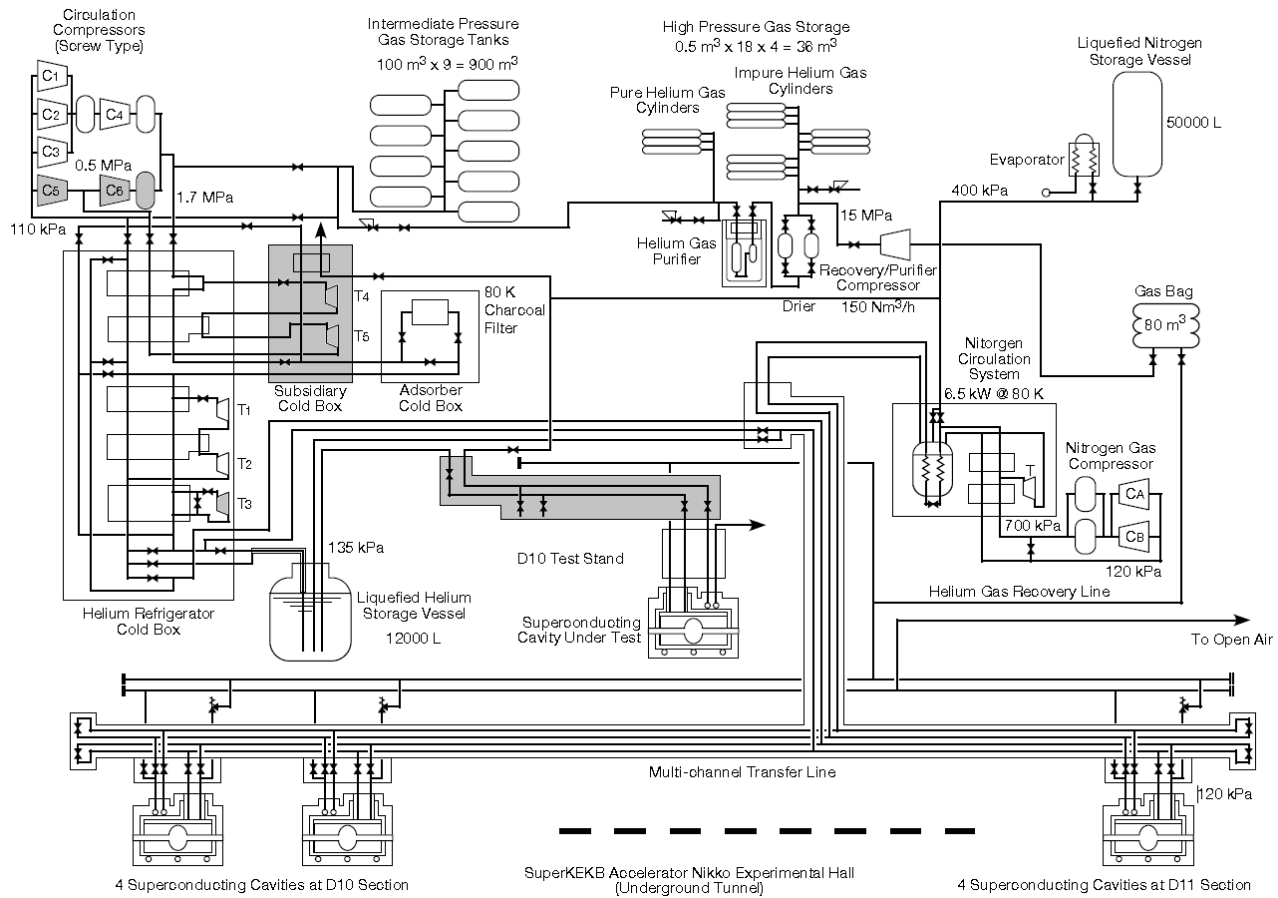 Circulation
Compressors
(Screw Type)
C1
C2
C4
C3
0.5 MPa
C5
C6
1.7 MPa
110 kPa
Intermediate Pressure
Gas Storage Tanks
100 m³ x 9 = 900 m³
High Pressure Gas Storage
0.5 m³ x 18 x 4 = 36 m³
Impure Helium Gas
Cylinders
Pure Helium Gas
Cylinders
Liquefied Nitrogen
Storage Vessel
50000 L
Evaporator
400 kPa
15 MPa
Helium Gas
Purifier
Recovery/Purifier
Compressor
Drier
150 Nm³/h
Gas Bag
80 m³
T4
T5
80 K
Charcoal
Filter
Subsidiary
Cold Box
Adsorber
Cold Box
Nitorgen
Circulation
System
6.5 kW @ 80 K
T1
T2
T3
Nitrogen Gas
Compressor
T
CA
CB
700 kPa
120 kPa
135 kPa
D10 Test Stand
Helium Gas Recovery Line
Helium Refrigerator
Cold Box
Liquefied Helium
Storage Vessel
12000 L
Superconducting
Cavity Under Test
To Open Air
Multi-channel Transfer Line
120 kPa
4 Superconducting Cavities at D10 Section
SuperKEKB Accelerator Nikko Experimental Hall
(Underground Tunnel)
4 Superconducting Cavities at D11 Section